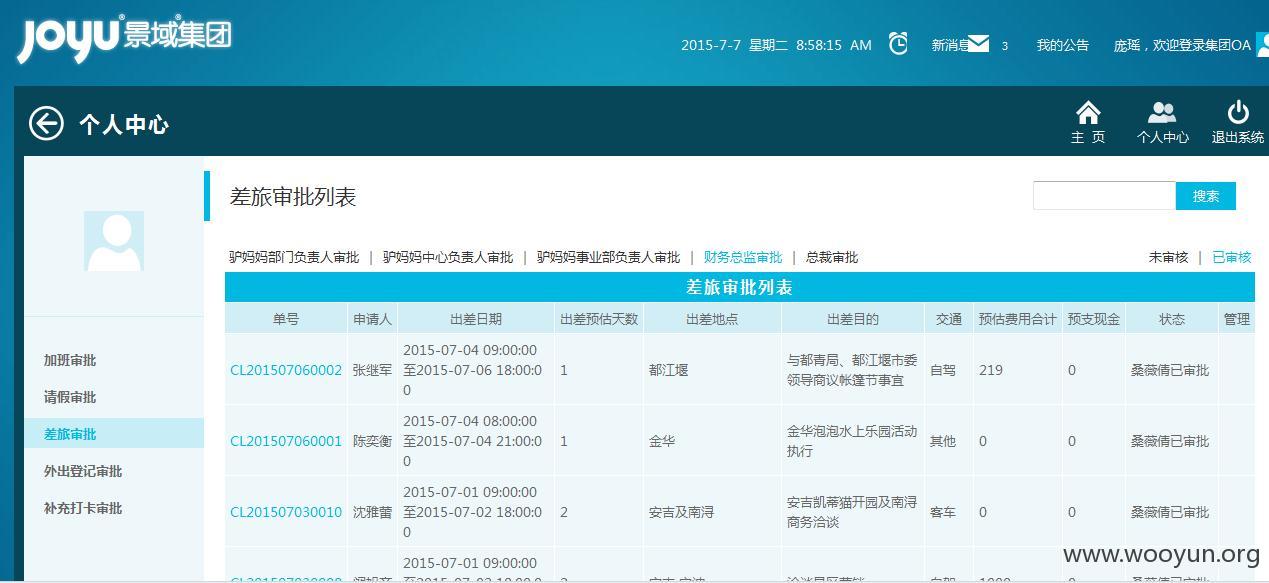 JOYU®景域®集团
2015-7-7 星期二 8:58:15 AM 新消息 3 我的公告 庞瑶，欢迎登录集团OA
个人中心
主 页 个人中心 退出系统
差旅审批列表
搜索
驴妈妈部门负责人审批 | 驴妈妈中心负责人审批 | 驴妈妈事业部负责人审批 | 财务总监审批 | 总裁审批 未审核 | 已审核
加班审批
请假审批
差旅审批
外出登记审批
补充打卡审批
差旅审批列表
单号 申请人 出差日期 出差预估天数 出差地点 出差目的 交通 预估费用合计 预支现金 状态 管理
CL201507060002 张继军 2015-07-04 09:00:00
至2015-07-06 18:00:0
0
1 都江堰 与都青局、都江堰市委
领导商议帐篷节事宜
自驾 219 0 桑薇倩已审批
CL201507060001 陈奕衡 2015-07-04 08:00:00
至2015-07-04 21:00:0
0
1 金华 金华泡泡水上乐园活动
执行
其他 0 0 桑薇倩已审批
CL201507030010 沈雅蕾 2015-07-01 09:00:00
至2015-07-02 18:00:0
0
2 安吉及南浔 安吉凯蒂猫开园及南浔
商务洽谈
客车 0 0 桑薇倩已审批
2015-07-01 09:00:00
www.wooyun.org